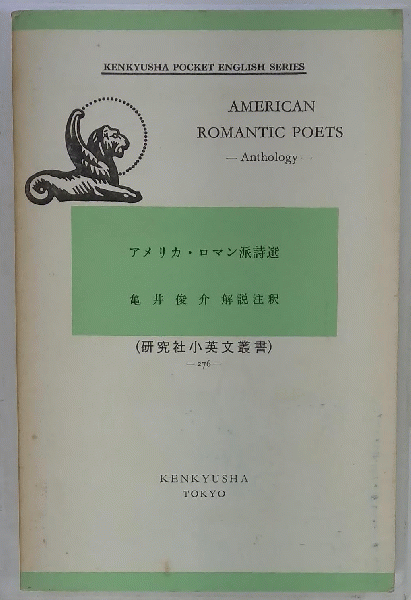 KENKYUSHA POCKET ENGLISH SERIES
AMERICAN
ROMANTIC POETS
— Anthology —
アメリカ・ロマン派詩選
亀井俊介 解説注釈
(研究社小英文叢書)
— 276 —
KENKYUSHA
TOKYO